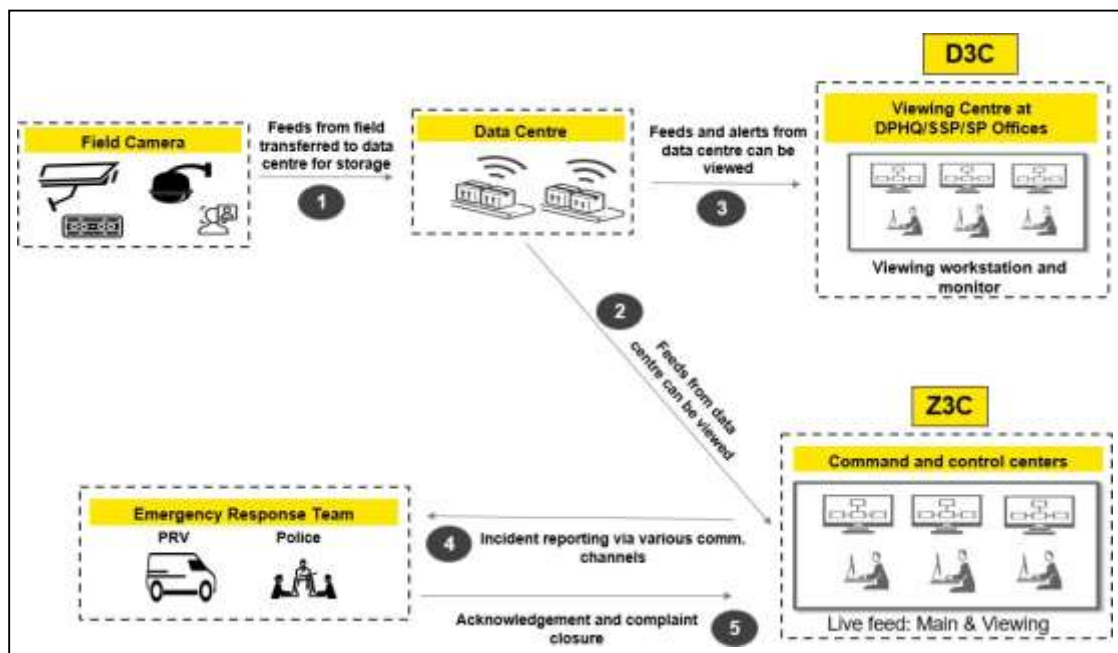 D3C
Viewing Centre at
DPHQ/SSP/SP Offices
Field Camera
Feeds from field
transferred to data
centre for storage
1
Data Centre
Feeds and alerts from
data centre can be
viewed
3
Viewing workstation and
monitor
2
Feeds from data
centre can be
viewed
Z3C
Command and control centers
Live feed: Main & Viewing
Emergency Response Team
PRV
Police
4
Incident reporting via various comm.
channels
Acknowledgement and complaint
closure
5